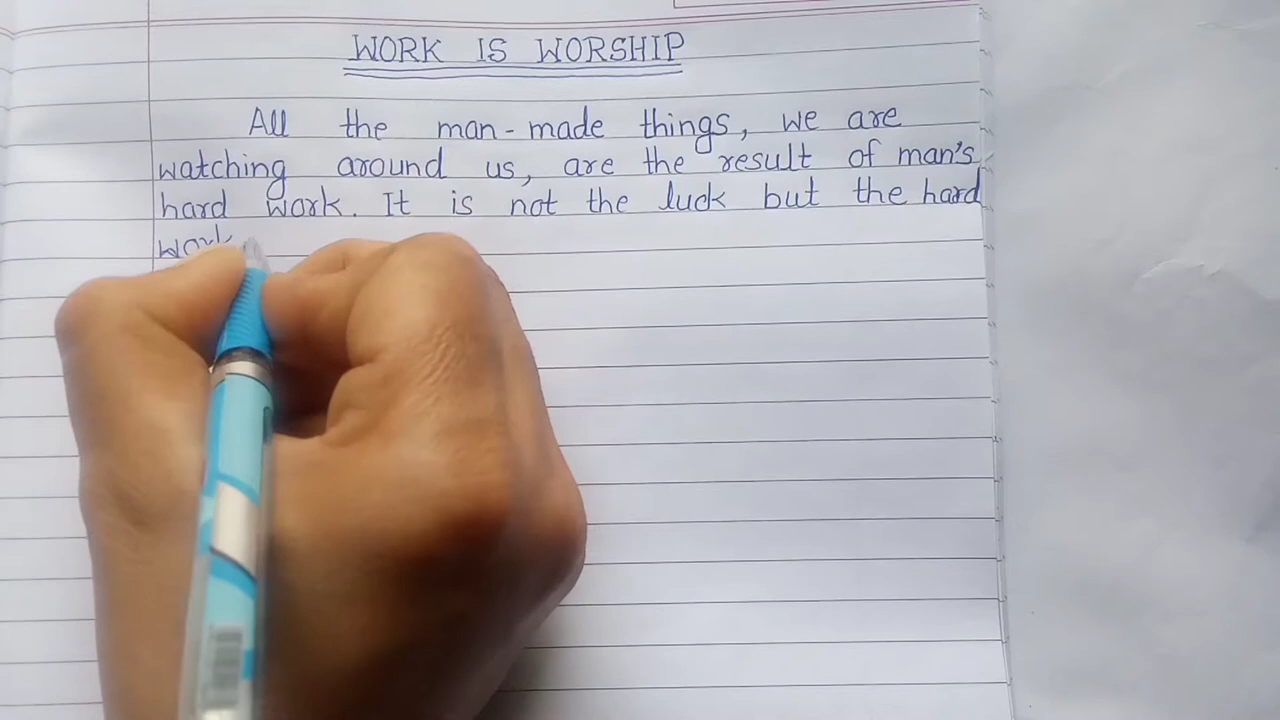 WORK IS WORSHIP
All the man-made things, we are
watching around us, are the result of man's
hard work. It is not the luck but the hard
work